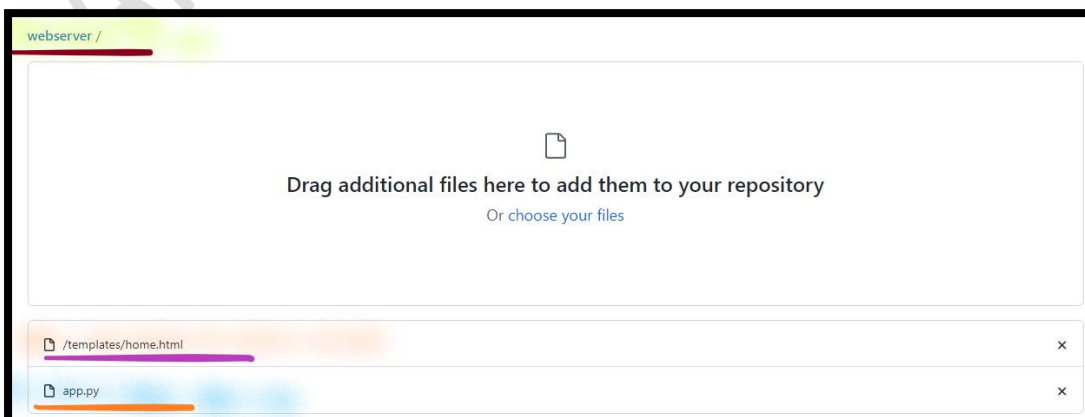 webserver /
Drag additional files here to add them to your repository
Or choose your files
/templates/home.html
app.py